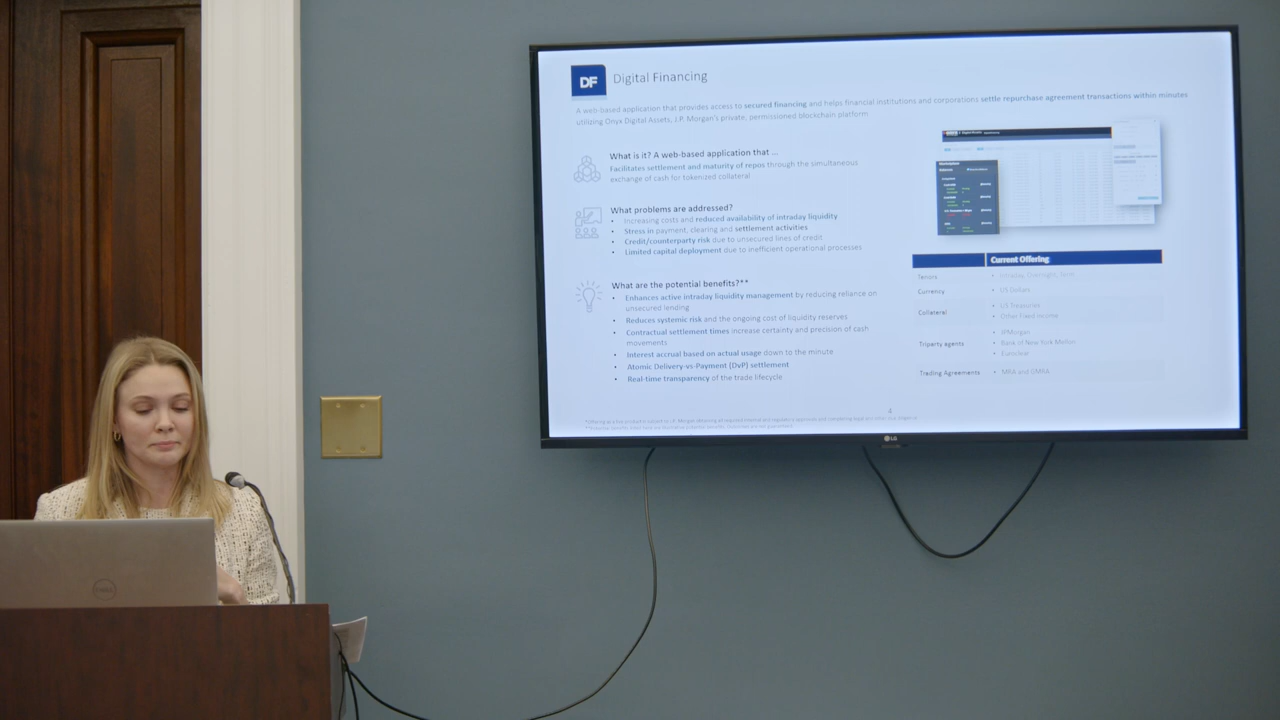 DF
Digital Financing
A web-based application that provides access to secured financing and helps financial institutions and corporations settle repurchase agreement transactions within minutes
utilizing Onyx Digital Assets, J.P. Morgan's private, permissioned blockchain platform
What is it? A web-based application that ...
Facilitates settlement and maturity of repos through the simultaneous
exchange of cash for tokenized collateral
What problems are addressed?
• Increasing costs and reduced availability of intraday liquidity
• Stress in payment, clearing and settlement activities
• Credit/counterparty risk due to unsecured lines of credit
• Limited capital deployment due to inefficient operational processes
What are the potential benefits?**
• Enhances active intraday liquidity management by reducing reliance on
unsecured lending
• Reduces systemic risk and the ongoing cost of liquidity reserves
• Contractual settlement times increase certainty and precision of cash
movements
• Interest accrual based on actual usage down to the minute
• Atomic Delivery-vs-Payment (DvP) settlement
• Real-time transparency of the trade lifecycle
Current Offering
Tenors • Intraday, Overnight, Term
Currency • US Dollars
Collateral • US Treasuries
• Other Fixed Income
Triparty agents • JPMorgan
• Bank of New York Mellon
• Euroclear
Trading Agreements • MRA and GMRA
4
LG
DELL